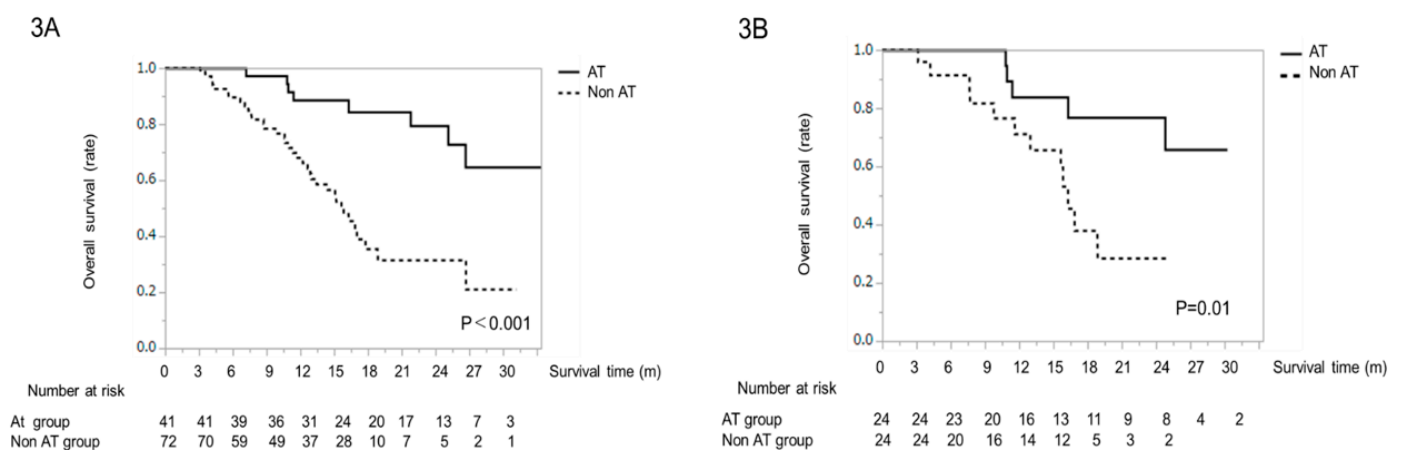 3A
1.0
0.8
0.6
0.4
0.2
0.0
Overall survival (rate)
AT
Non AT
P<0.001
0 3 6 9 12 15 18 21 24 27 30 Survival time (m)
Number at risk
At group 41 41 39 36 31 24 20 17 13 7 3
Non AT group 72 70 59 49 37 28 10 7 5 2 1
3B
1.0
0.8
0.6
0.4
0.2
0.0
Overall survival (rate)
AT
Non AT
P=0.01
0 3 6 9 12 15 18 21 24 27 30 Survival time (m)
Number at risk
AT group 24 24 23 20 16 13 11 9 8 4 2
Non AT group 24 24 20 16 14 12 5 3 2